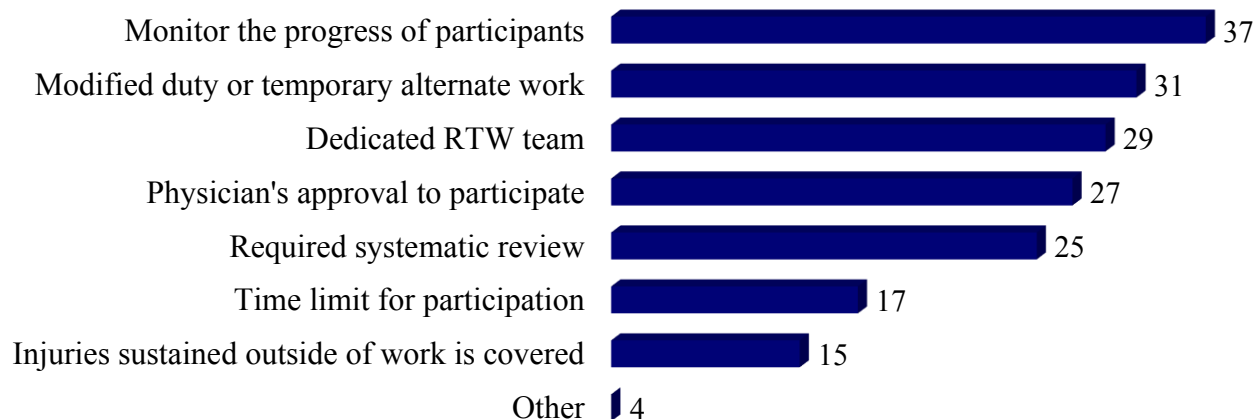 Monitor the progress of participants 37
Modified duty or temporary alternate work 31
Dedicated RTW team 29
Physician's approval to participate 27
Required systematic review 25
Time limit for participation 17
Injuries sustained outside of work is covered 15
Other 4